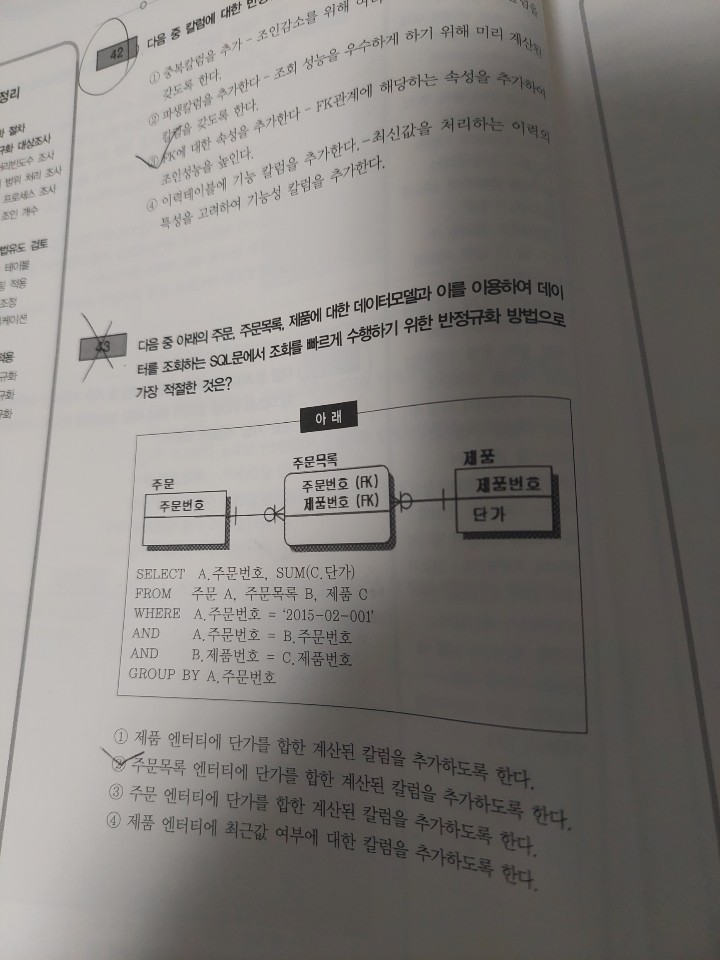 정리
화 절차
규화 대상조사
처리빈도수 조사
범위 처리 조사
프로세스 조사
조인 개수
법유도 검토
테이블
링 적용
조정
케이션
적용
규화
규화
규화
42 다음 중 칼럼에 대한
① 중복칼럼을 추가 - 조인감소를 위해
갖도록 한다.
② 파생칼럼을 추가한다 - 조회 성능을 우수하게 하기 위해 미리 계산된
칼럼을 갖도록 한다.
③ FK에 대한 속성을 추가한다 - FK관계에 해당하는 속성을 추가하여
조인성능을 높인다.
④ 이력테이블에 기능 칼럼을 추가한다. - 최신값을 처리하는 이력의
특성을 고려하여 기능성 칼럼을 추가한다.
43 다음 중 아래의 주문, 주문목록, 제품에 대한 데이터모델과 이를 이용하여 데이
터를 조회하는 SQL문에서 조회를 빠르게 수행하기 위한 반정규화 방법으로
가장 적절한 것은?
아 래
주문 주문목록 제품
주문번호 주문번호 (FK) 제품번호
제품번호 (FK) 단가
SELECT A.주문번호, SUM(C.단가)
FROM 주문 A, 주문목록 B, 제품 C
WHERE A.주문번호 = ‘2015-02-001’
AND A.주문번호 = B.주문번호
AND B.제품번호 = C.제품번호
GROUP BY A.주문번호
① 제품 엔터티에 단가를 합한 계산된 칼럼을 추가하도록 한다.
② 주문목록 엔터티에 단가를 합한 계산된 칼럼을 추가하도록 한다.
③ 주문 엔터티에 단가를 합한 계산된 칼럼을 추가하도록 한다.
④ 제품 엔터티에 최근값 여부에 대한 칼럼을 추가하도록 한다.